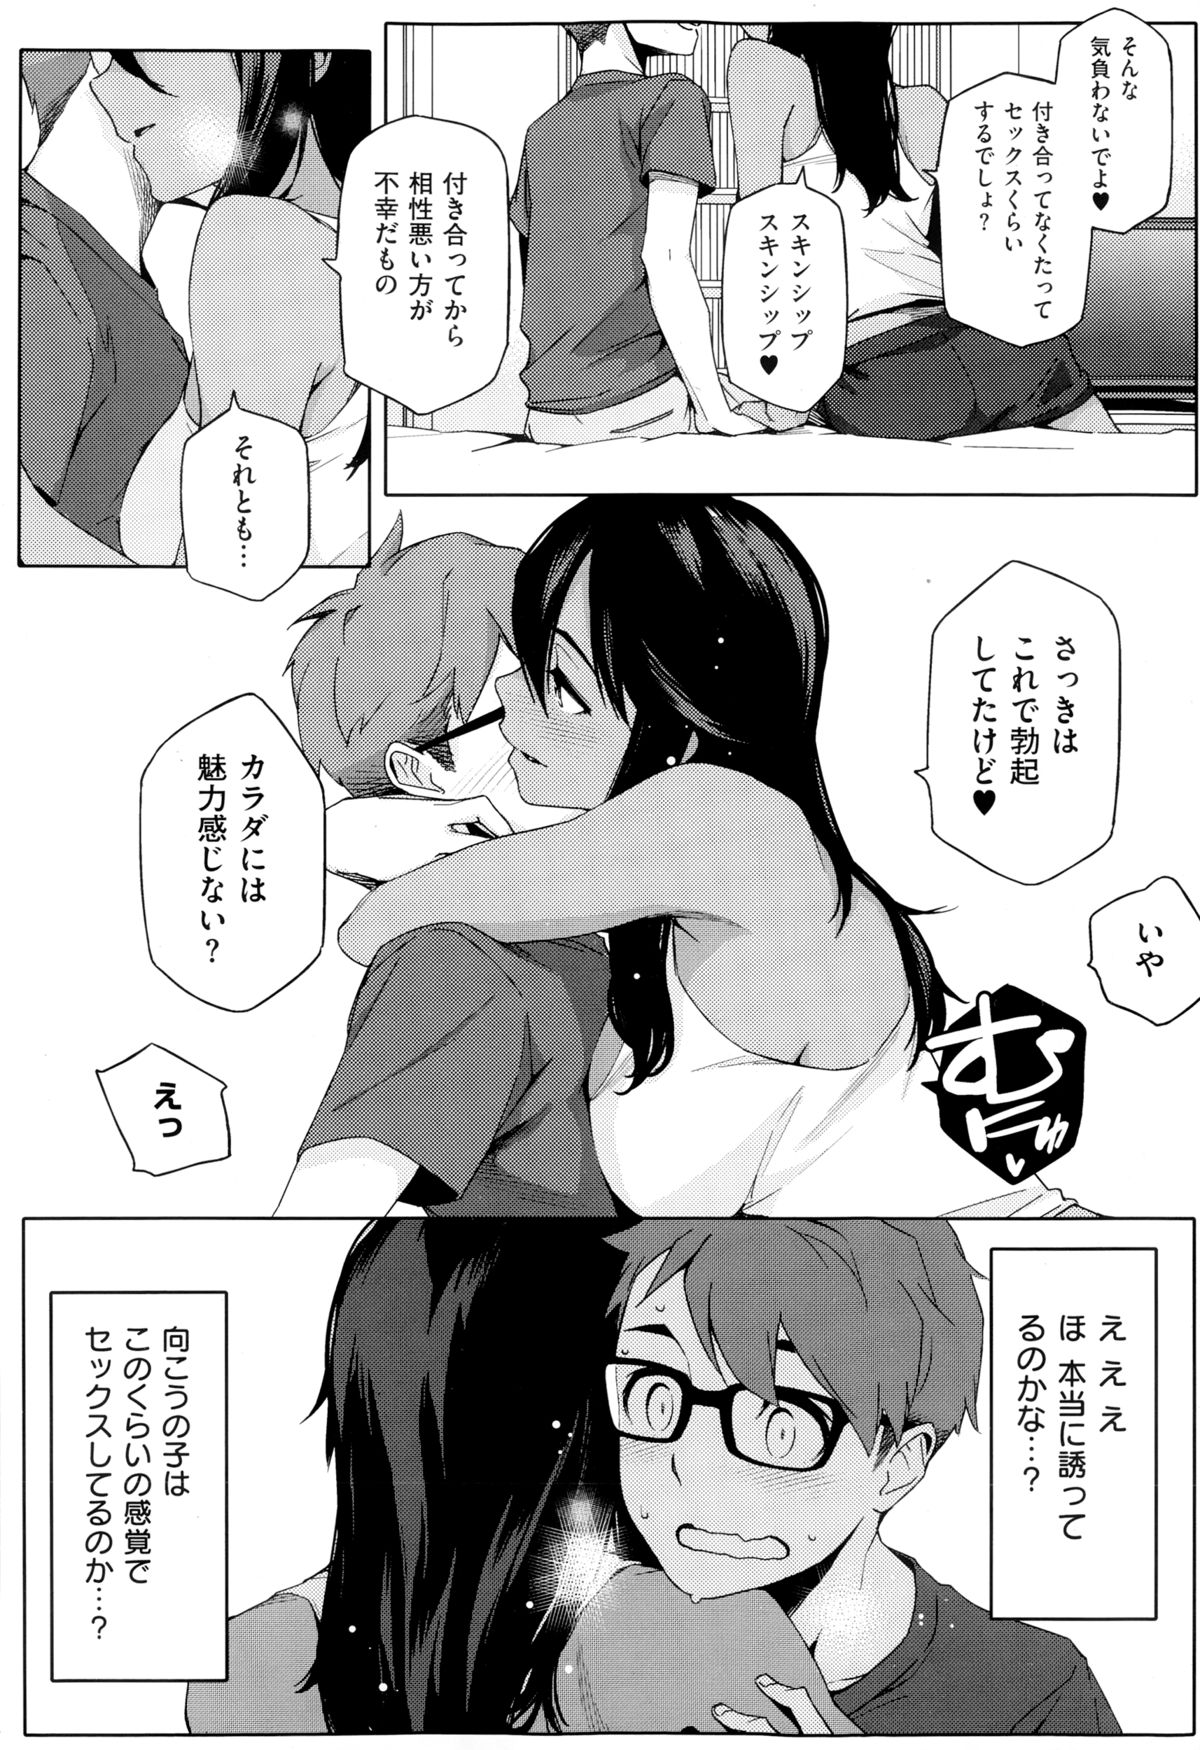 そんな
気負わないでよ♥
付き合ってなくたって
セックスくらい
するでしょ？
スキンシップ
スキンシップ♥
付き合ってから
相性悪い方が
不幸だもの
それとも…
さっきは
これで勃起
してたけど♥
いや
むにゅ♡
カラダには
魅力感じない？
えっ
え え え
ほ 本当に誘って
るのかな…？
向こうの子は
このくらいの感覚で
セックスしてるのか…？